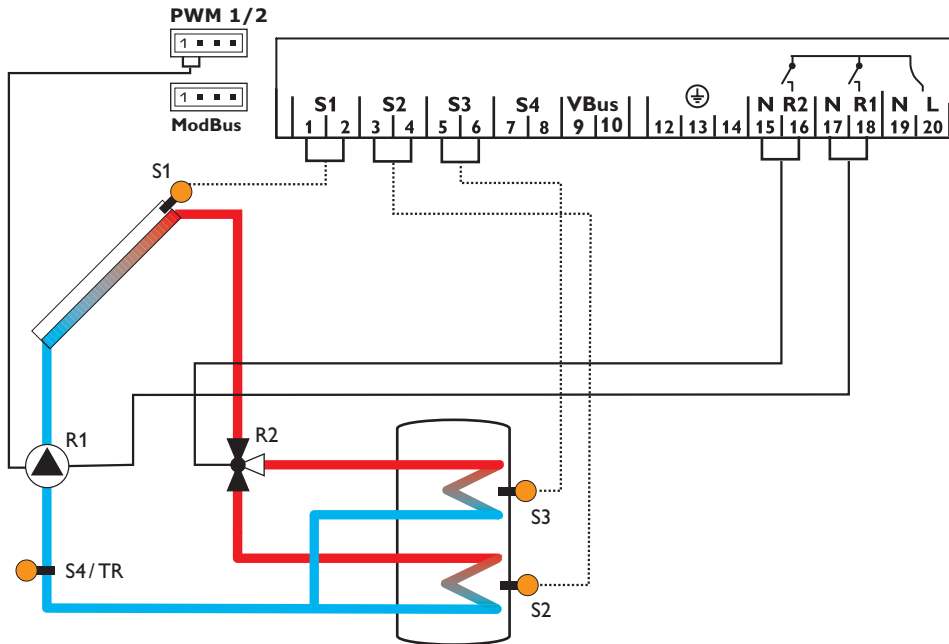 PWM 1/2
1
ModBus
1
S1 S2 S3 S4 VBus N R2 N R1 N L
1 2 3 4 5 6 7 8 9 10 12 13 14 15 16 17 18 19 20
S1
R1
R2
S3
S4/TR
S2